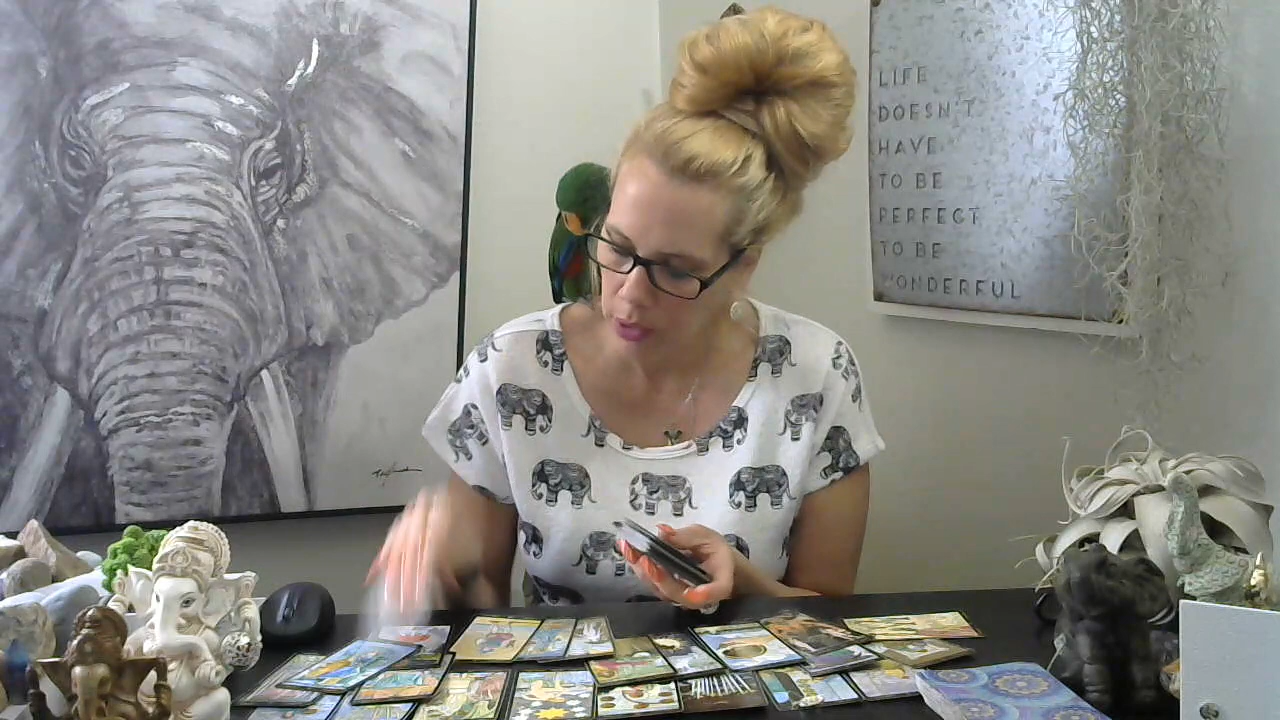 LIFE
DOESN'T
HAVE
TO BE
PERFECT
TO BE
WONDERFUL